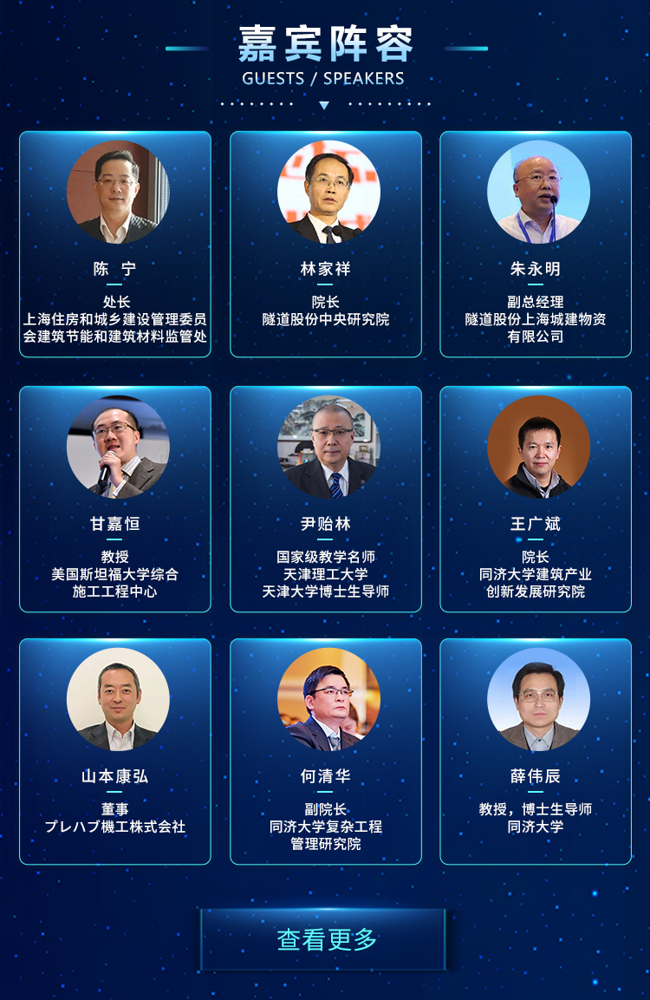 嘉宾阵容
GUESTS / SPEAKERS
陈 宁
处长
上海住房和城乡建设管理委员
会建筑节能和建筑材料监管处
林家祥
院长
隧道股份中央研究院
朱永明
副总经理
隧道股份上海城建物资
有限公司
甘嘉恒
教授
美国斯坦福大学综合
施工工程中心
尹贻林
国家级教学名师
天津理工大学
天津大学博士生导师
王广斌
院长
同济大学建筑产业
创新发展研究院
山本康弘
董事
プレハブ機工株式会社
何清华
副院长
同济大学复杂工程
管理研究院
薛伟辰
教授，博士生导师
同济大学
查看更多